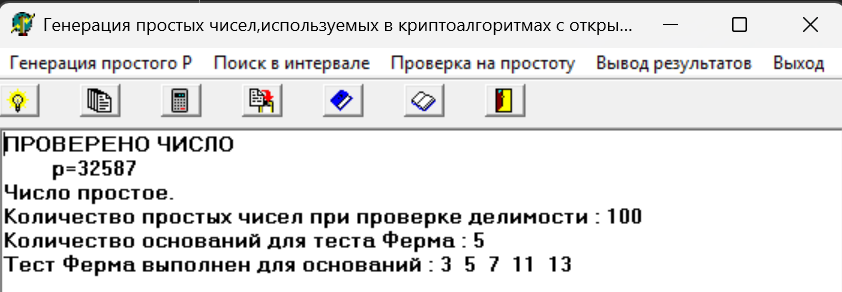 Генерация простых чисел,используемых в криптоалгоритмах с откры...
Генерация простого P Поиск в интервале Проверка на простоту Вывод результатов Выход
ПРОВЕРЕНО ЧИСЛО
p=32587
Число простое.
Количество простых чисел при проверке делимости : 100
Количество оснований для теста Ферма : 5
Тест Ферма выполнен для оснований : 3 5 7 11 13